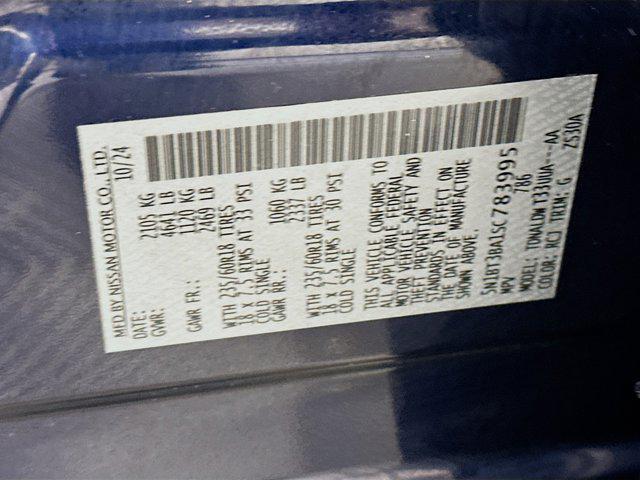 MFD BY NISSAN MOTOR CO., LTD.
DATE: 10/24
GVWR: 2105 KG
4641 LB
GAWR FR.: 1120 KG
2469 LB
WITH 235/60R18 TIRES
18 x 7.5 RIMS AT 33 PSI
COLD SINGLE
GAWR RR.: 1060 KG
2337 LB
WITH 235/60R18 TIRES
18 x 7.5 RIMS AT 30 PSI
COLD SINGLE
THIS VEHICLE CONFORMS TO
ALL APPLICABLE FEDERAL
MOTOR VEHICLE SAFETY AND
THEFT PREVENTION
STANDARDS IN EFFECT ON
THE DATE OF MANUFACTURE
SHOWN ABOVE.
5N1BT3BA1SC783995
MPV 786
COLOR: RCJ TRIM: G ZS30A